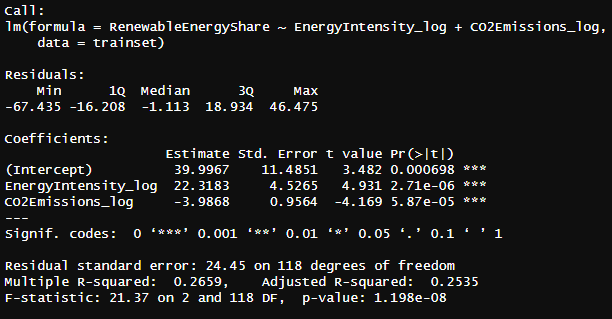 Call:
lm(formula = RenewableEnergyShare ~ EnergyIntensity_log + CO2Emissions_log,
    data = trainset)

Residuals:
    Min      1Q  Median      3Q     Max
-67.435 -16.208  -1.113  18.934  46.475

Coefficients:
                    Estimate Std. Error t value Pr(>|t|)
(Intercept)          39.9967    11.4851   3.482 0.000698 ***
EnergyIntensity_log  22.3183     4.5265   4.931 2.71e-06 ***
CO2Emissions_log     -3.9868     0.9564  -4.169 5.87e-05 ***
---
Signif. codes:  0 ‘***’ 0.001 ‘**’ 0.01 ‘*’ 0.05 ‘.’ 0.1 ‘ ’ 1

Residual standard error: 24.45 on 118 degrees of freedom
Multiple R-squared:  0.2659,    Adjusted R-squared:  0.2535
F-statistic: 21.37 on 2 and 118 DF,  p-value: 1.198e-08